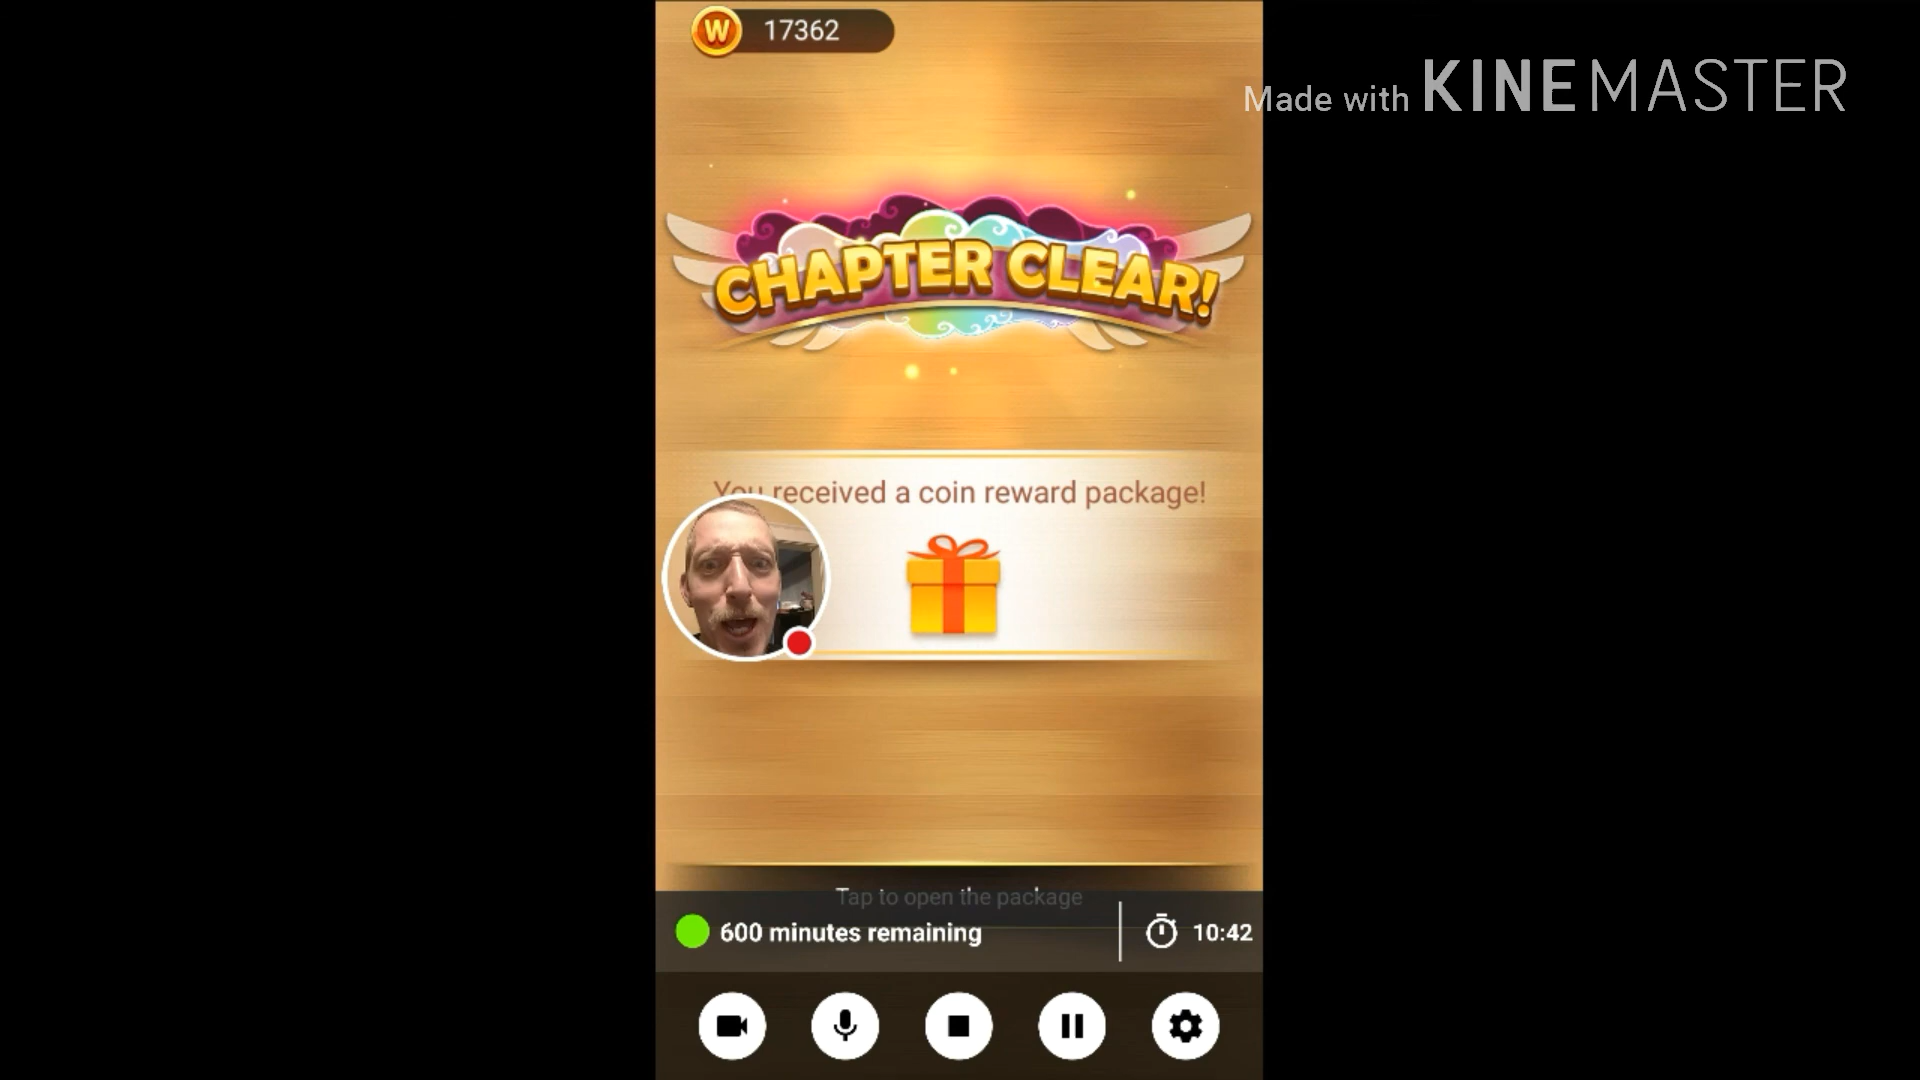 W 17362
Made with KINEMASTER
CHAPTER CLEAR!
You received a coin reward package!
Tap to open the package
600 minutes remaining
10:42